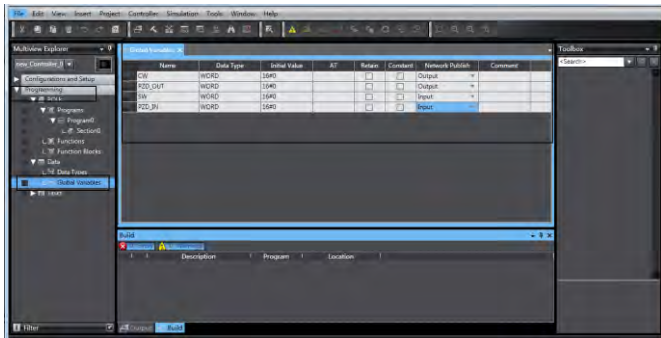 File Edit View Insert Project Controller Simulation Tools Window Help
Multiview Explorer
new_Controller_0
Configurations and Setup
Programming
POUs
Programs
Program0
Section0
Functions
Function Blocks
Data
Data Types
Global Variables
Tasks
Filter
Global Variables
Name Data Type Initial Value AT Retain Constant Network Publish Comment
CW WORD 16#0 Output
PZD_OUT WORD 16#0 Output
SW WORD 16#0 Input
PZD_IN WORD 16#0 Input
Build
Description Program Location
Output Build
Toolbox
<Search>